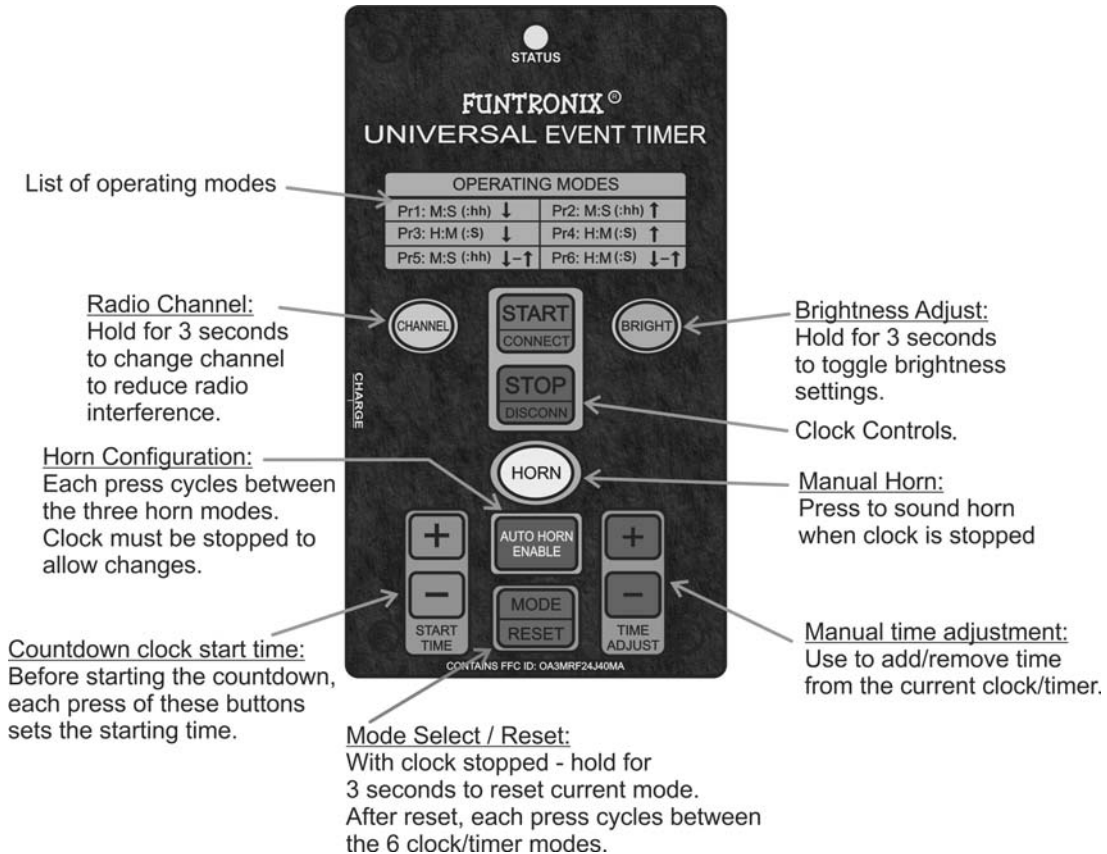 STATUS
FUNTRONIX ®
UNIVERSAL EVENT TIMER
List of operating modes
OPERATING MODES
Pr1: M:S (:hh) ↓ Pr2: M:S (:hh) ↑
Pr3: H:M (:S) ↓ Pr4: H:M (:S) ↑
Pr5: M:S (:hh) ↓-↑ Pr6: H:M (:S) ↓-↑
Radio Channel:
Hold for 3 seconds
to change channel
to reduce radio
interference.
CHANNEL
START
CONNECT
BRIGHT
Brightness Adjust:
Hold for 3 seconds
to toggle brightness
settings.
CHARGE
STOP
DISCONN
Clock Controls.
Horn Configuration:
Each press cycles between
the three horn modes.
Clock must be stopped to
allow changes.
HORN
Manual Horn:
Press to sound horn
when clock is stopped
+
AUTO HORN
ENABLE
+
−
MODE
RESET
−
START
TIME
TIME
ADJUST
CONTAINS FFC ID: OA3MRF24J40MA
Countdown clock start time:
Before starting the countdown,
each press of these buttons
sets the starting time.
Manual time adjustment:
Use to add/remove time
from the current clock/timer.
Mode Select / Reset:
With clock stopped - hold for
3 seconds to reset current mode.
After reset, each press cycles between
the 6 clock/timer modes.